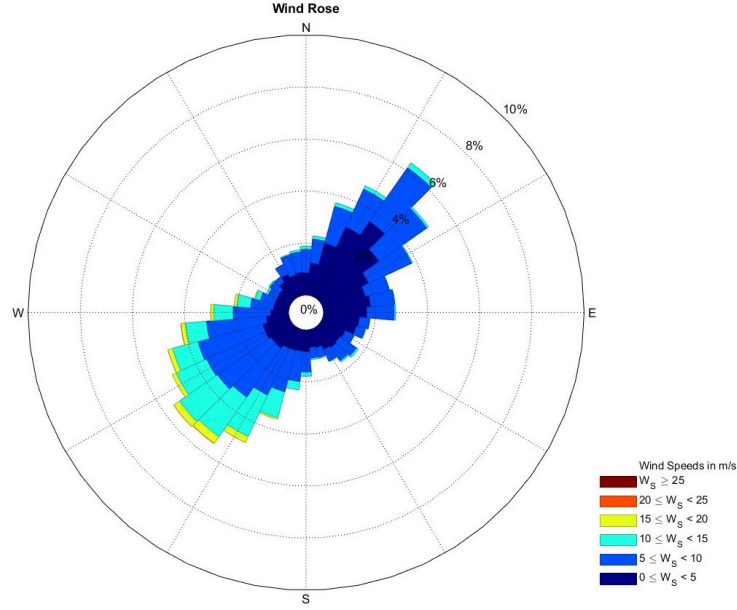 Wind Rose
N
10%
8%
6%
4%
2%
0%
W
E
S
Wind Speeds in m/s
W_S ≥ 25
20 ≤ W_S < 25
15 ≤ W_S < 20
10 ≤ W_S < 15
5 ≤ W_S < 10
0 ≤ W_S < 5